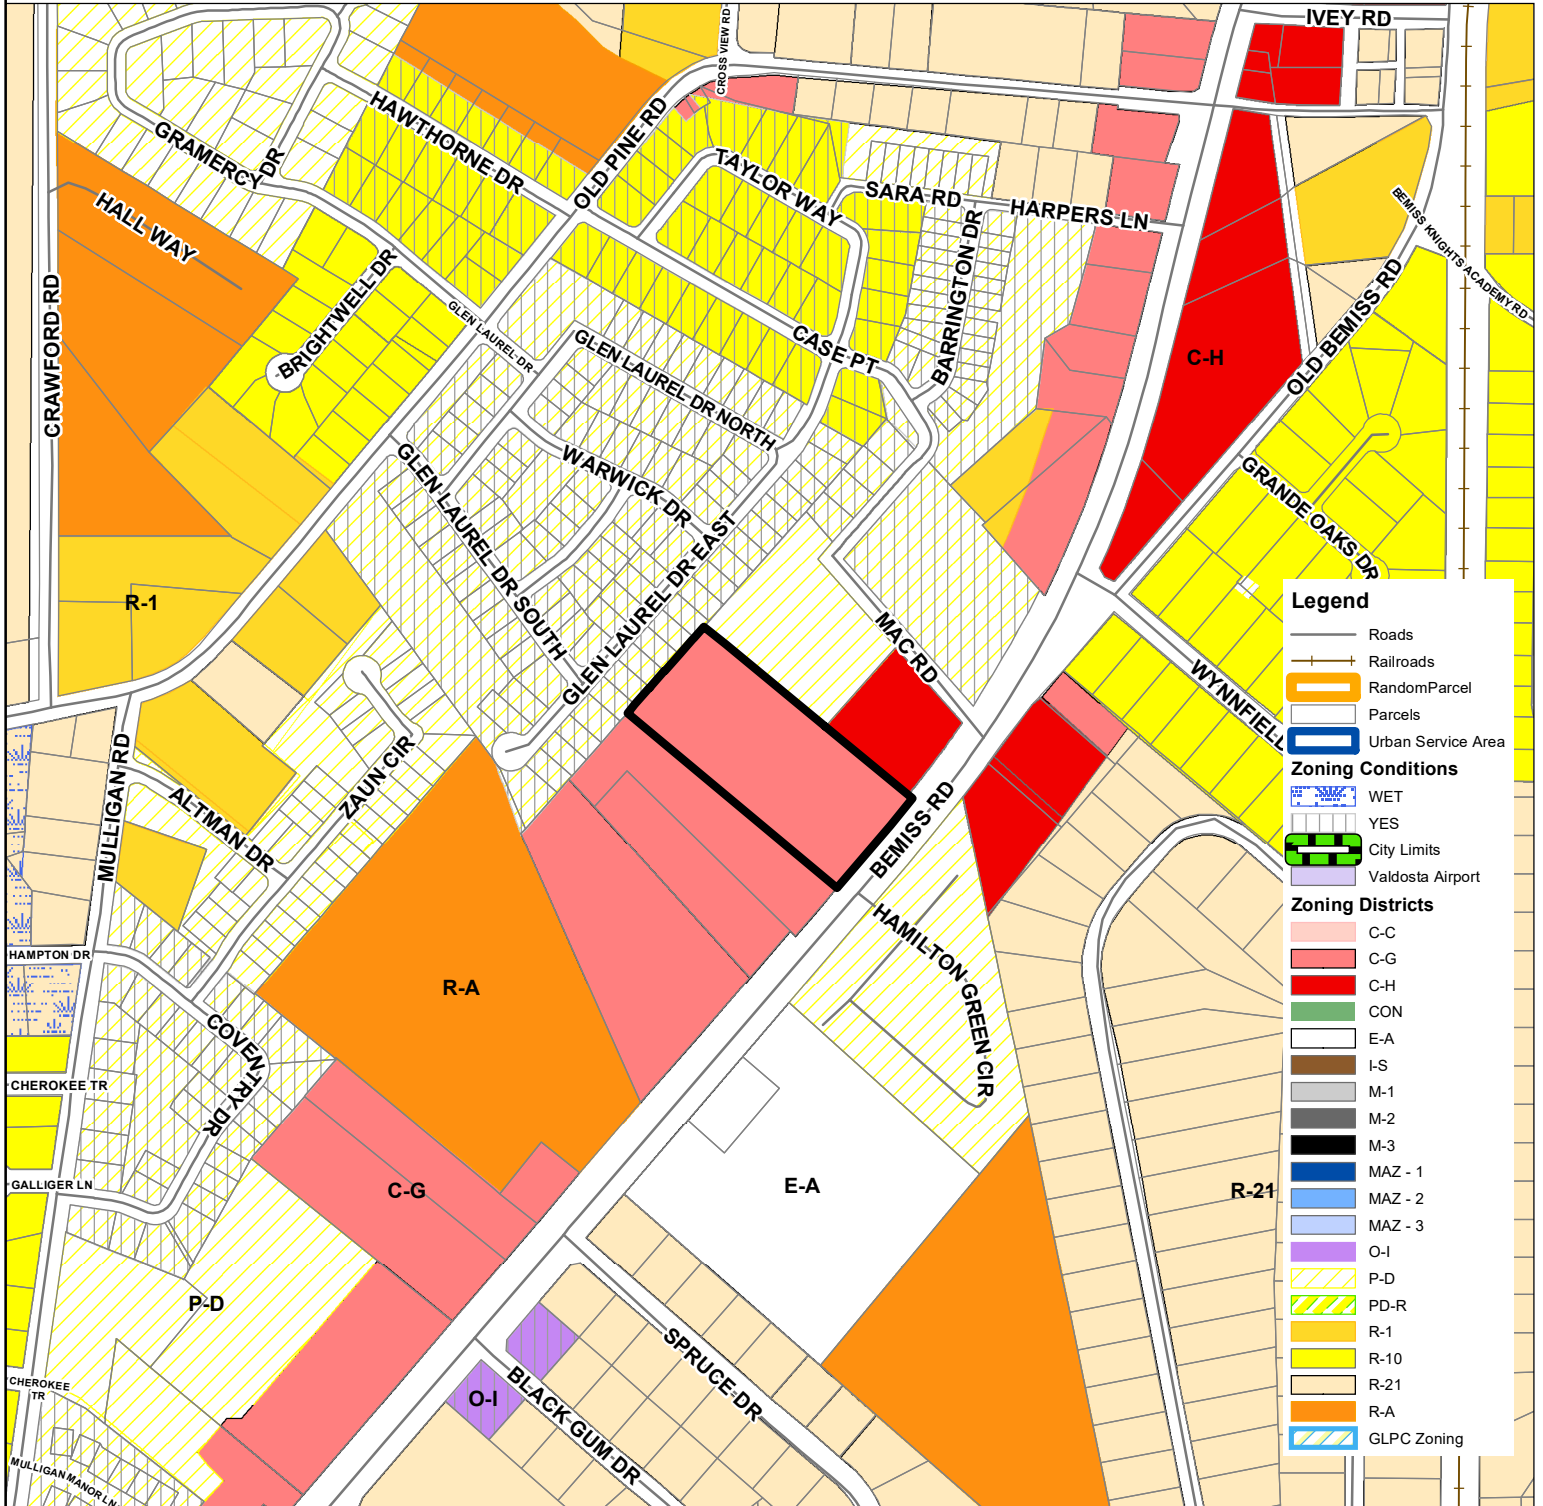 IVEY RD
CROSS VIEW RD
HAWTHORNE DR
OLD PINE RD
GRAMERCY DR
TAYLOR WAY
SARA RD
HARPERS LN
HALL WAY
BARRINGTON DR
BEMISS KNIGHTS ACADEMY RD
CRAWFORD RD
BRIGHTWELL DR
GLEN LAUREL DR
OLD BEMISS RD
GLEN LAUREL DR NORTH
CASE PT
C-H
WARWICK DR
GLEN LAUREL DR SOUTH
GLEN LAUREL DR EAST
GRANDE OAKS DR
R-1
MAC RD
WYNNFIEL
MULLIGAN RD
ZAUN CIR
ALTMAN DR
BEMISS RD
HAMILTON GREEN CIR
HAMPTON DR
R-A
COVENTRY DR
CHEROKEE TR
GALLIGER LN
C-G
E-A
R-21
P-D
SPRUCE DR
CHEROKEE
TR
O-I
BLACK GUM DR
MULLIGAN MANOR LN
Legend
Roads
Railroads
RandomParcel
Parcels
Urban Service Area
Zoning Conditions
WET
YES
City Limits
Valdosta Airport
Zoning Districts
C-C
C-G
C-H
CON
E-A
I-S
M-1
M-2
M-3
MAZ - 1
MAZ - 2
MAZ - 3
O-I
P-D
PD-R
R-1
R-10
R-21
R-A
GLPC Zoning